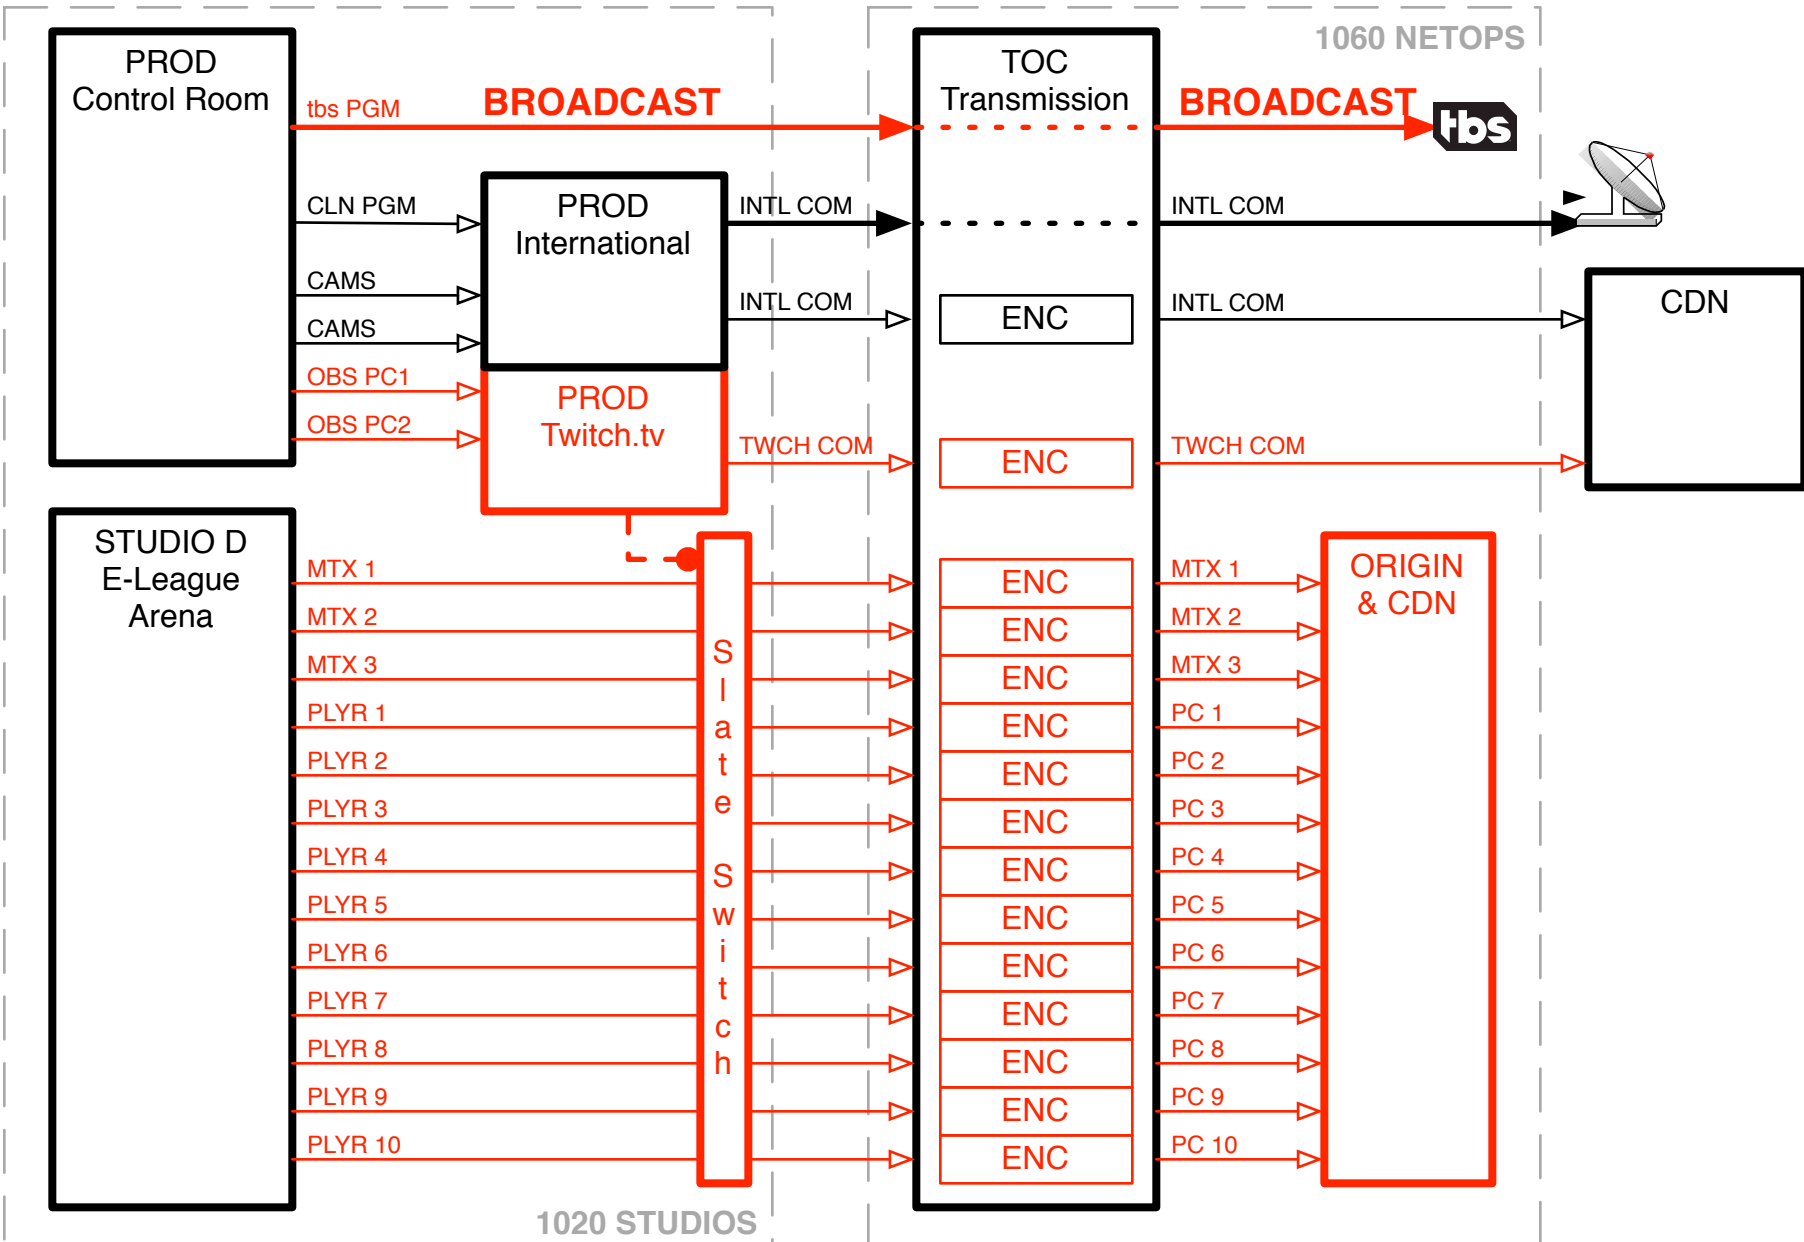 1060 NETOPS
PROD
Control Room
TOC
Transmission
tbs PGM
BROADCAST
BROADCAST
tbs
CLN PGM
PROD
International
INTL COM
INTL COM
CAMS
CAMS
INTL COM
ENC
INTL COM
CDN
OBS PC1
OBS PC2
PROD
Twitch.tv
TWCH COM
ENC
TWCH COM
STUDIO D
E-League
Arena
Slate Switch
ORIGIN
& CDN
MTX 1
ENC
MTX 1
MTX 2
ENC
MTX 2
MTX 3
ENC
MTX 3
PLYR 1
ENC
PC 1
PLYR 2
ENC
PC 2
PLYR 3
ENC
PC 3
PLYR 4
ENC
PC 4
PLYR 5
ENC
PC 5
PLYR 6
ENC
PC 6
PLYR 7
ENC
PC 7
PLYR 8
ENC
PC 8
PLYR 9
ENC
PC 9
PLYR 10
ENC
PC 10
1020 STUDIOS